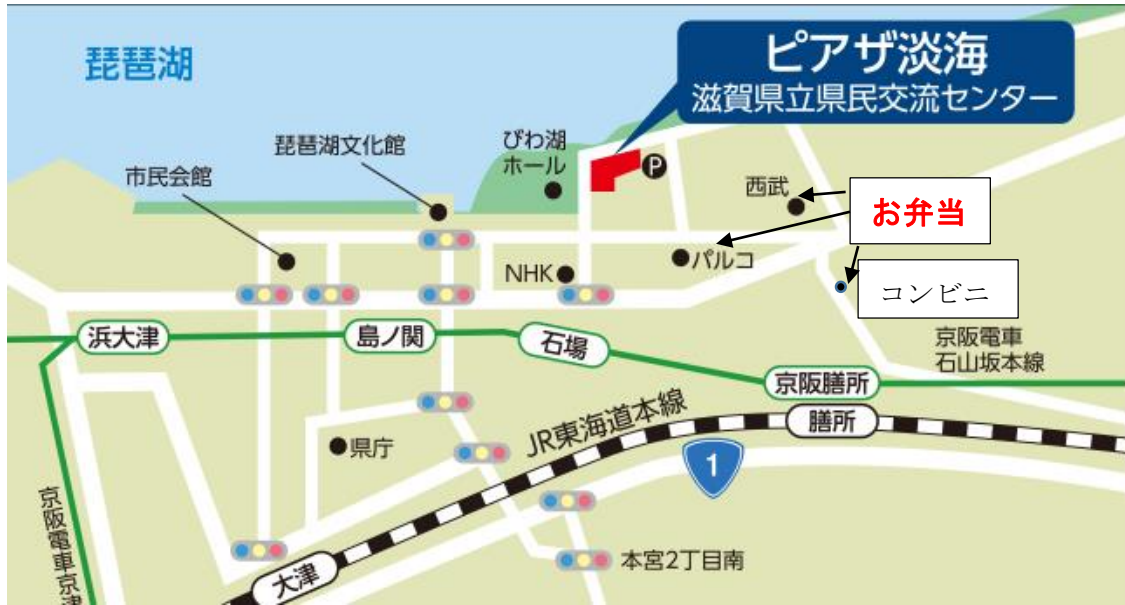 琵琶湖
ピアザ淡海
滋賀県立県民交流センター
琵琶湖文化館
びわ湖
ホール
P
市民会館
西武
お弁当
NHK
パルコ
コンビニ
浜大津
島ノ関
石場
京阪電車
石山坂本線
京阪膳所
膳所
JR東海道本線
県庁
1
京阪電車京津
大津
本宮2丁目南